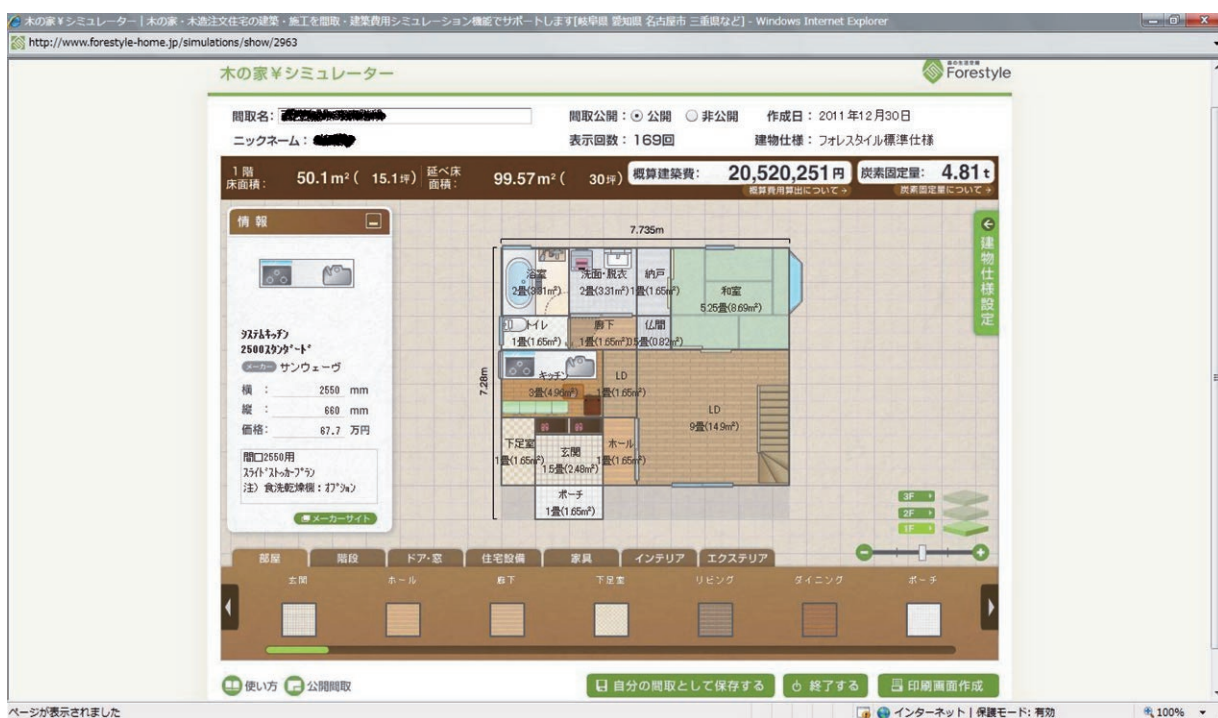 木の家¥シミュレーター | 木の家・木造注文住宅の建築・施工を間取・建築費用シミュレーション機能でサポートします[岐阜県 愛知県 名古屋市 三重県など] - Windows Internet Explorer
http://www.forestyle-home.jp/simulations/show/2963
木の家¥シミュレーター
Forestyle
間取名:
間取公開: 公開 非公開 作成日: 2011年12月30日
ニックネーム:
表示回数: 169回 建物仕様: フォレスタイル標準仕様
1階床面積: 50.1m²( 15.1坪) 延べ床面積: 99.57m²( 30坪) 概算建築費: 20,520,251円 炭素固定量: 4.81t
概算費用算出について 炭素固定量について
情報
建物仕様設定
7.735m
7.28m
浴室
2畳(3.31m²)
洗面・脱衣
2畳(3.31m²)
納戸
1畳(1.65m²)
和室
5.25畳(8.69m²)
トイレ
1畳(1.65m²)
廊下
1畳(1.65m²)
仏間
0.5畳(0.82m²)
キッチン
3畳(4.96m²)
LD
1畳(1.65m²)
LD
9畳(14.9m²)
下足室
1畳(1.65m²)
玄関
1.5畳(2.48m²)
ホール
1畳(1.65m²)
ポーチ
1畳(1.65m²)
ｼｽﾃﾑｷｯﾁﾝ
2500ｽﾀﾝﾀﾞｰﾄﾞ
メーカー サンウェーヴ
横 : 2550 mm
縦 : 660 mm
価格: 67.7 万円
間口2550用
ｽﾗｲﾄﾞｽﾄｯｶｰﾌﾟﾗﾝ
注) 食洗乾燥機：ｵﾌﾟｼｮﾝ
メーカーサイト
3F
2F
1F
部屋 階段 ドア・窓 住宅設備 家具 インテリア エクステリア
玄関 ホール 廊下 下足室 リビング ダイニング ポーチ
使い方 公開間取 自分の間取として保存する 終了する 印刷画面作成
ページが表示されました インターネット | 保護モード: 有効 100%